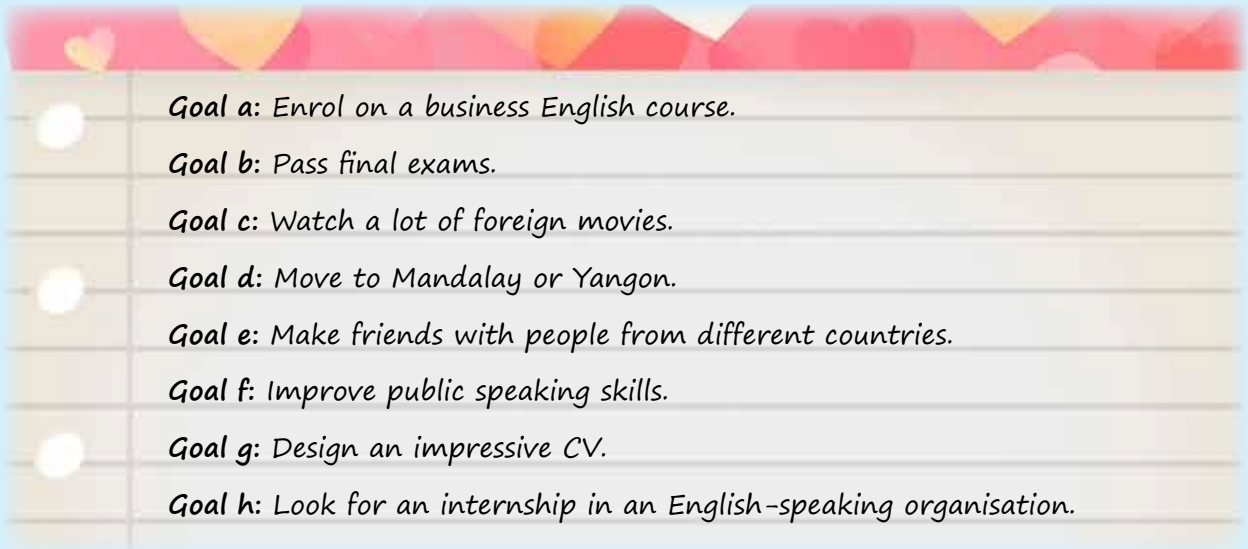 Goal a: Enrol on a business English course.
Goal b: Pass final exams.
Goal c: Watch a lot of foreign movies.
Goal d: Move to Mandalay or Yangon.
Goal e: Make friends with people from different countries.
Goal f: Improve public speaking skills.
Goal g: Design an impressive CV.
Goal h: Look for an internship in an English-speaking organisation.